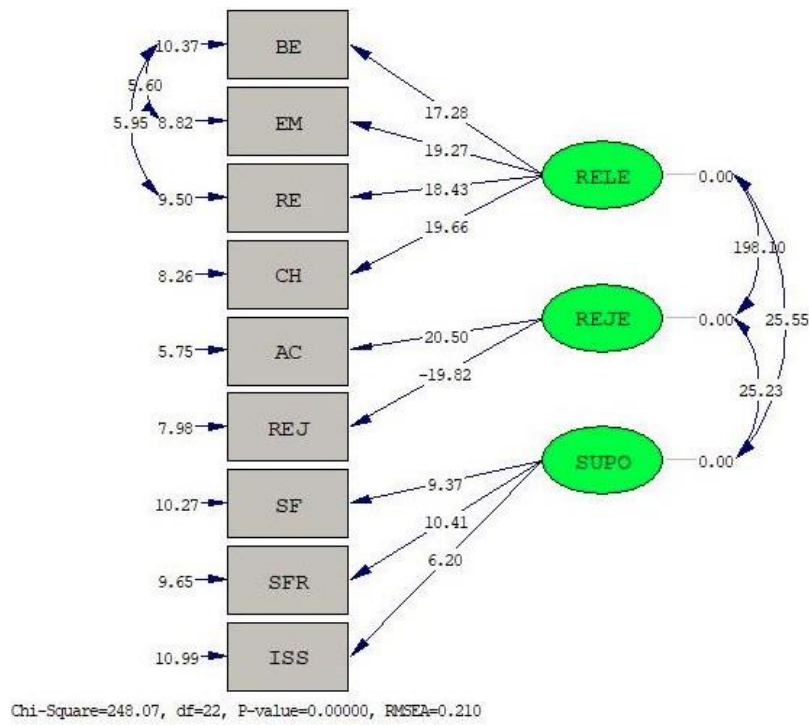 10.37 BE
5.60
5.95 8.82 EM
17.28
19.27
9.50 RE
18.43
RELE 0.00
19.66
8.26 CH
198.10
5.75 AC
20.50
REJE 0.00
25.55
-19.82
7.98 REJ
25.23
SUPO 0.00
10.27 SF
9.37
10.41
6.20
9.65 SFR
10.99 ISS
Chi-Square=248.07, df=22, P-value=0.00000, RMSEA=0.210